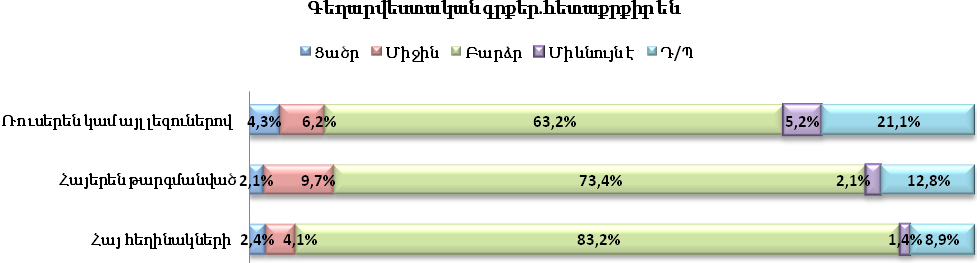 Գեղարվեստական գրքեր.հետաքրքիր են
Ցածր Միջին Բարձր Միևնույն է Դ/Պ
Ռուսերեն կամ այլ լեզուներով 4,3% 6,2% 63,2% 5,2% 21,1%
Հայերեն թարգմանված 2,1% 9,7% 73,4% 2,1% 12,8%
Հայ հեղինակների 2,4% 4,1% 83,2% 1,4% 8,9%